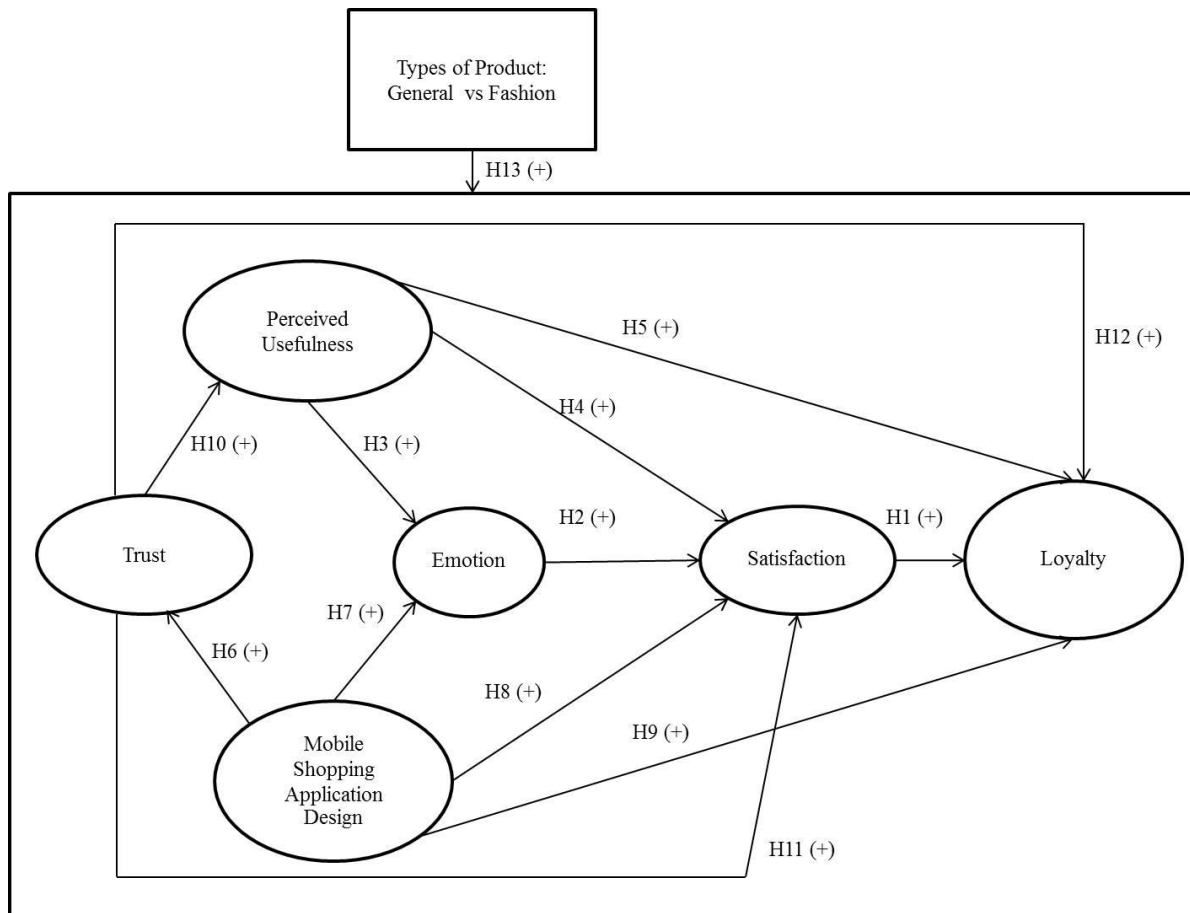 Types of Product:
General vs Fashion
H13 (+)
Perceived
Usefulness
H5 (+)
H12 (+)
H4 (+)
H10 (+)
H3 (+)
H2 (+)
H1 (+)
Trust
Emotion
Satisfaction
Loyalty
H7 (+)
H6 (+)
H8 (+)
H9 (+)
Mobile
Shopping
Application
Design
H11 (+)